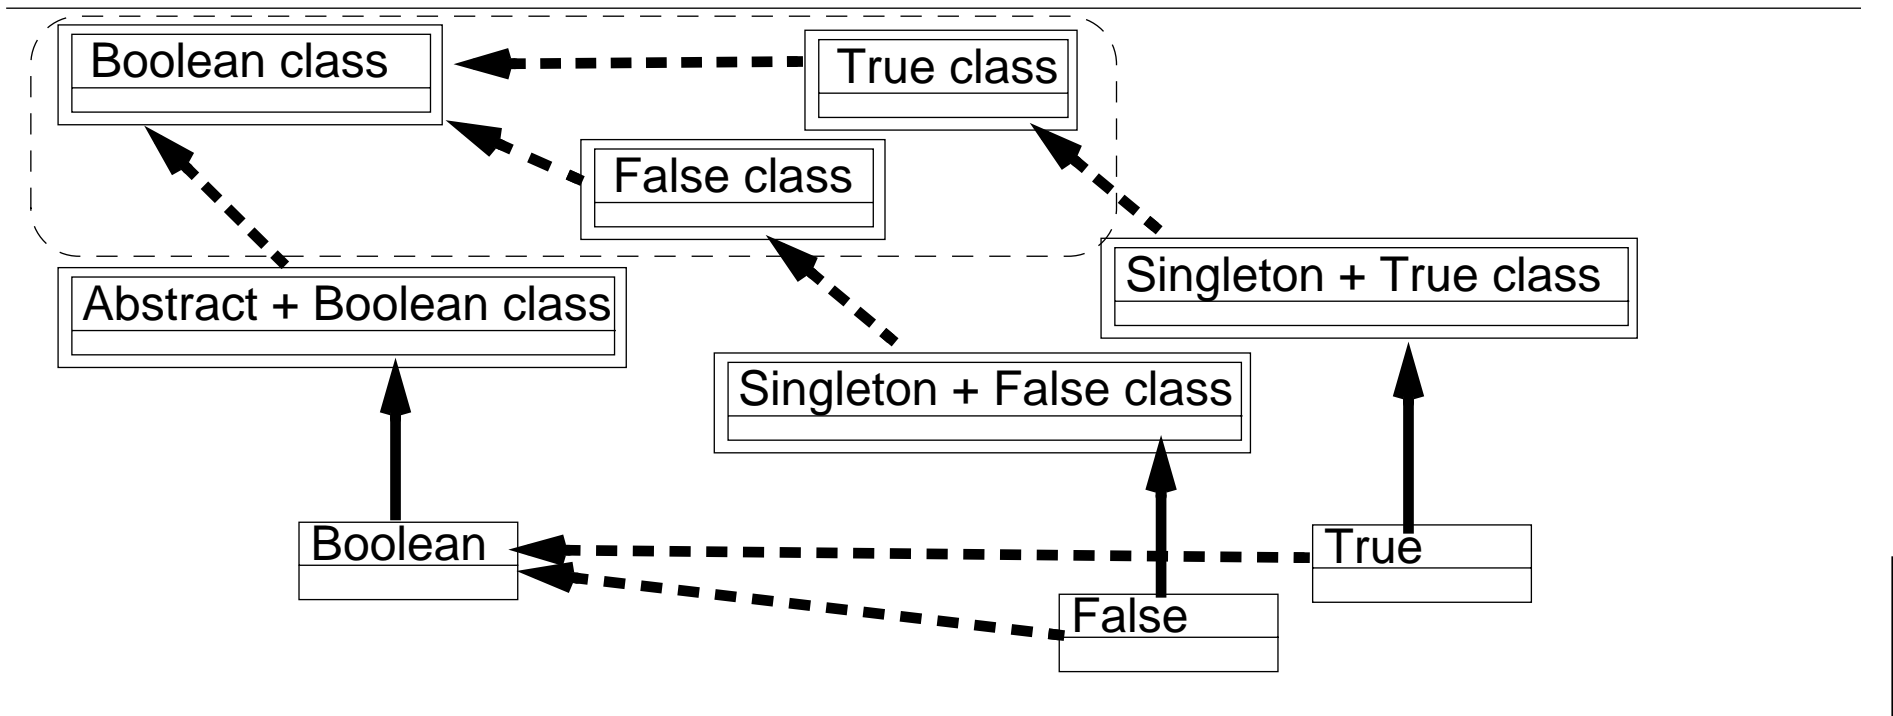 Boolean class
True class
False class
Singleton + True class
Abstract + Boolean class
Singleton + False class
Boolean
True
False